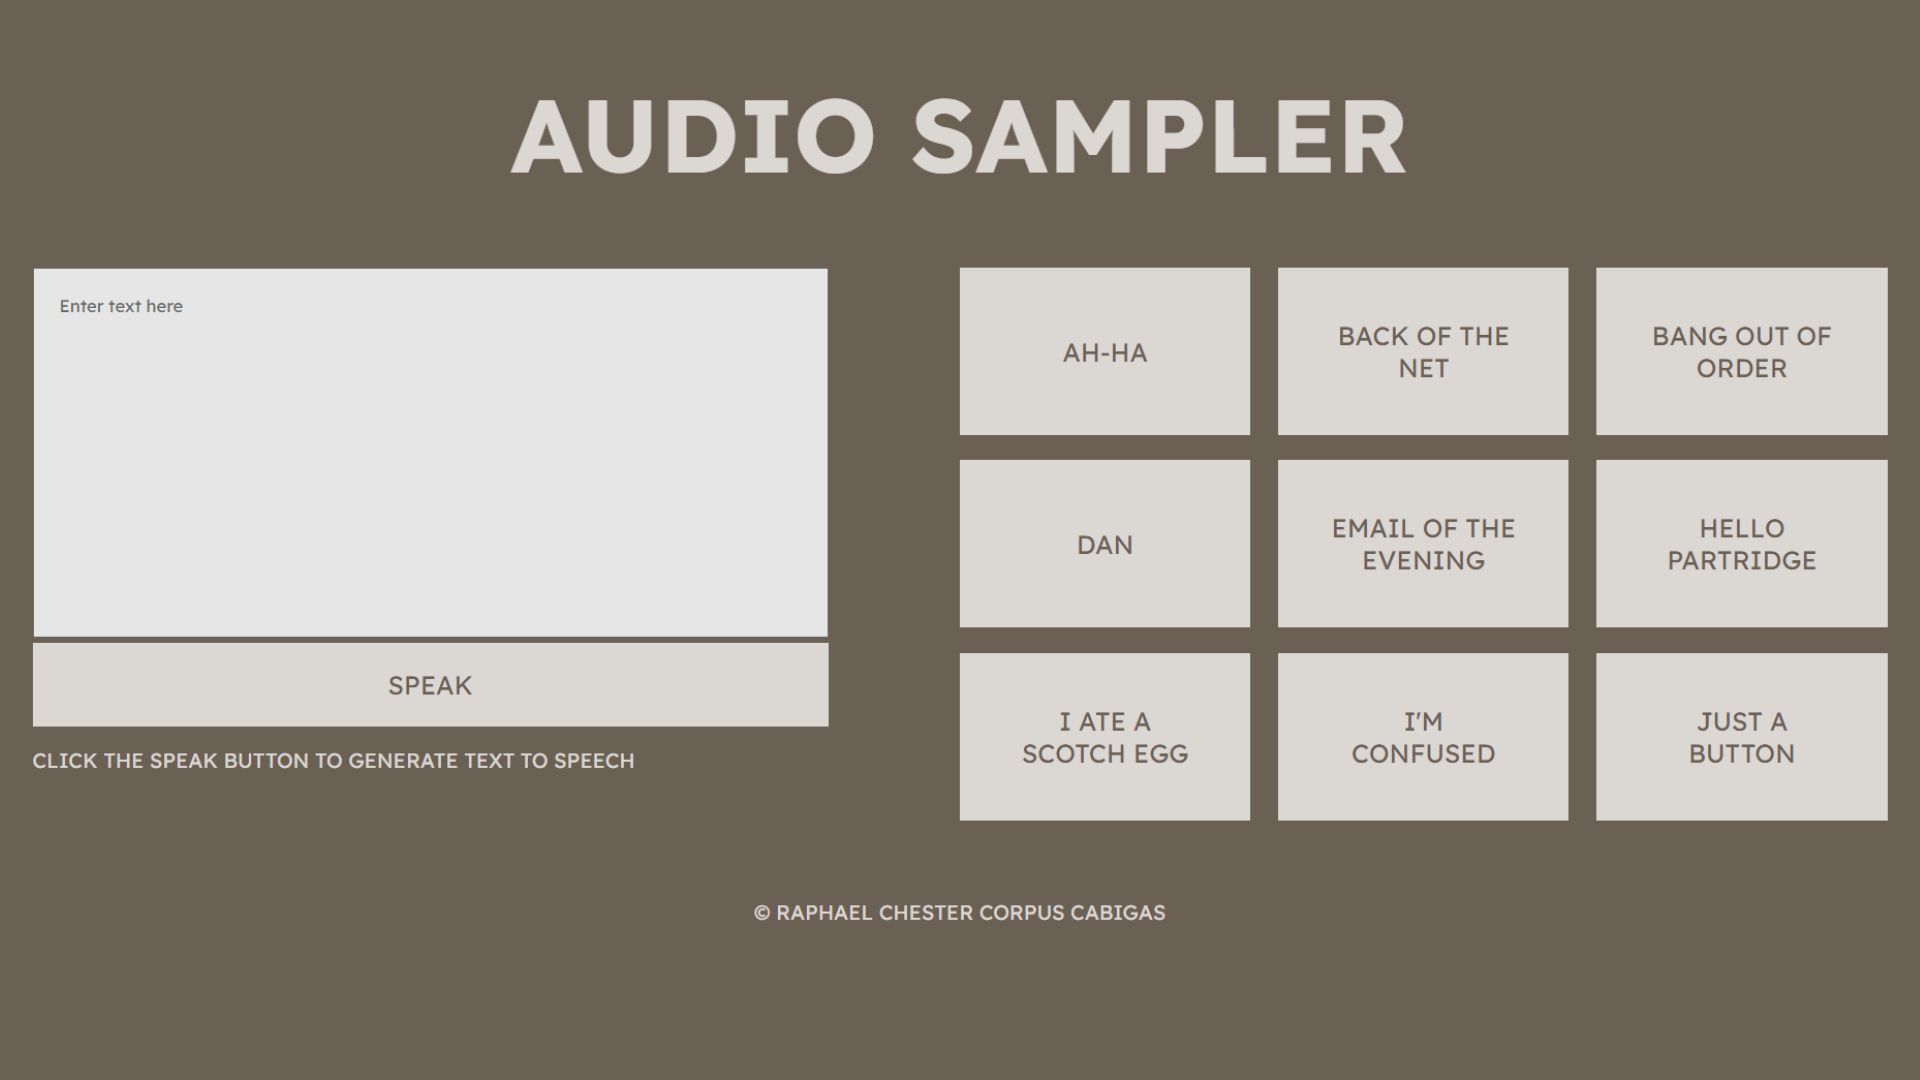 AUDIO SAMPLER
Enter text here
SPEAK
CLICK THE SPEAK BUTTON TO GENERATE TEXT TO SPEECH
AH-HA
BACK OF THE
NET
BANG OUT OF
ORDER
DAN
EMAIL OF THE
EVENING
HELLO
PARTRIDGE
I ATE A
SCOTCH EGG
I'M
CONFUSED
JUST A
BUTTON
© RAPHAEL CHESTER CORPUS CABIGAS